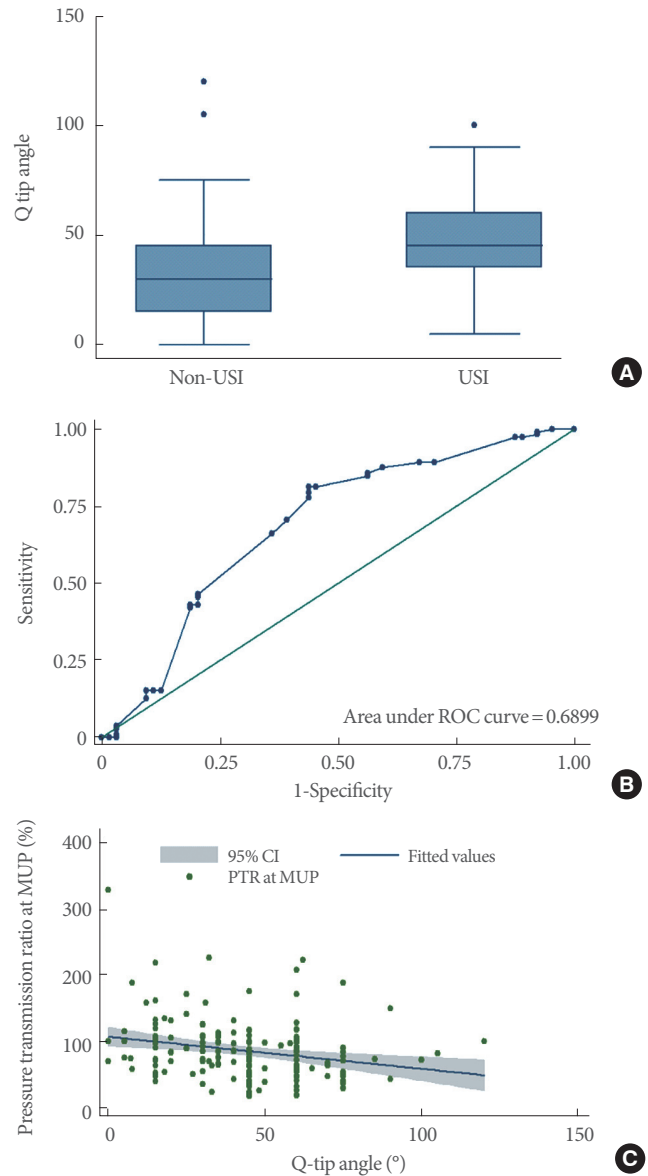 150
100
50
0
Q tip angle
Non-USI
USI
A
1.00
0.75
0.50
0.25
0
Sensitivity
Area under ROC curve = 0.6899
0
0.25
0.50
0.75
1.00
1-Specificity
B
400
300
200
100
0
Pressure transmission ratio at MUP (%)
95% CI
Fitted values
PTR at MUP
0
50
100
150
Q-tip angle (°)
C